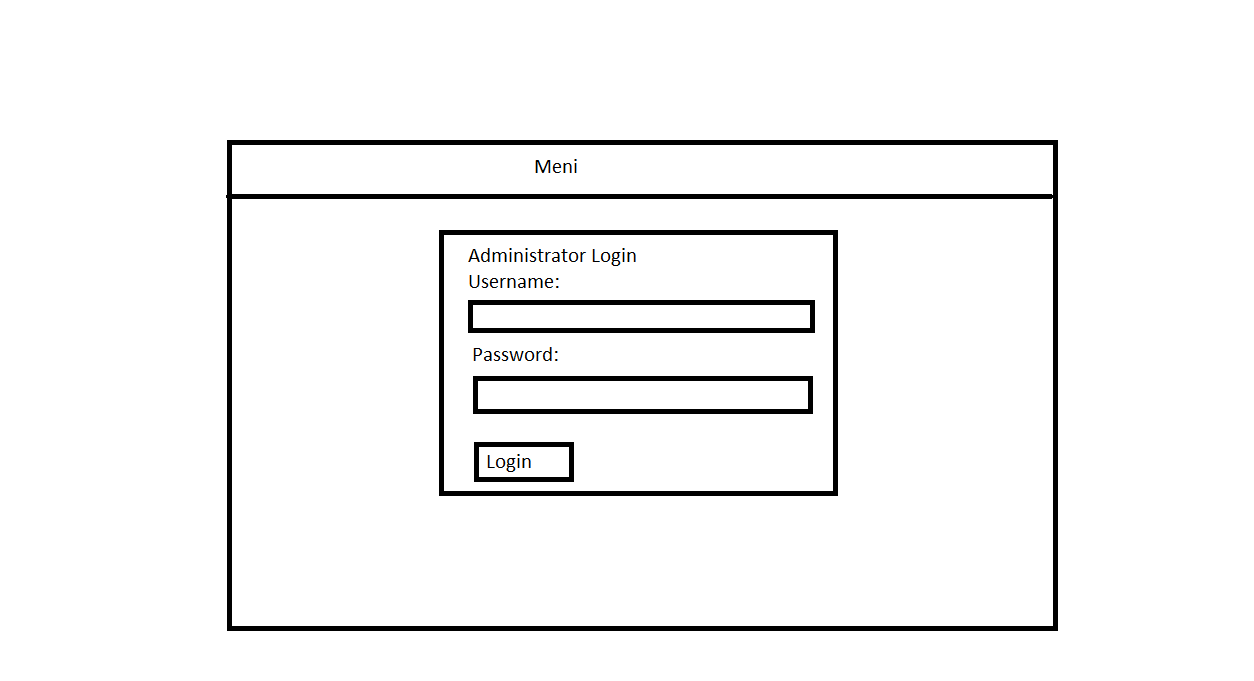 Meni
Administrator Login
Username:
Password:
Login